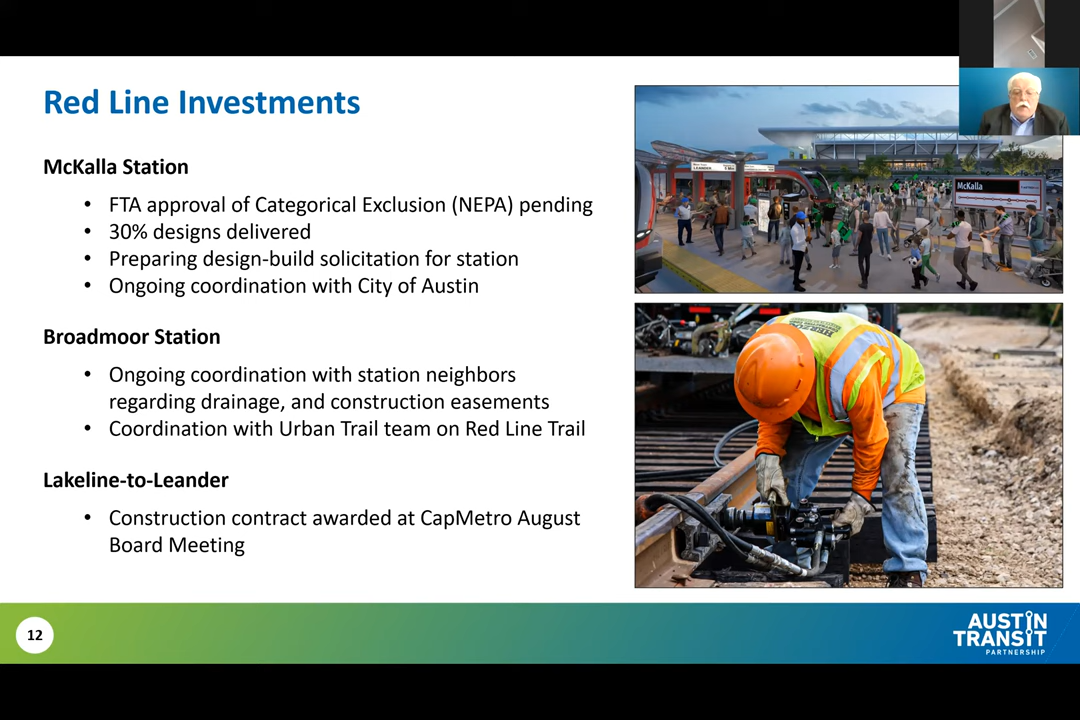 Red Line Investments
McKalla Station
• FTA approval of Categorical Exclusion (NEPA) pending
• 30% designs delivered
• Preparing design-build solicitation for station
• Ongoing coordination with City of Austin
Broadmoor Station
• Ongoing coordination with station neighbors
regarding drainage, and construction easements
• Coordination with Urban Trail team on Red Line Trail
Lakeline-to-Leander
• Construction contract awarded at CapMetro August
Board Meeting
LEANDER
McKalla
HERZOG
12
AUSTIN
TRANSIT
PARTNERSHIP